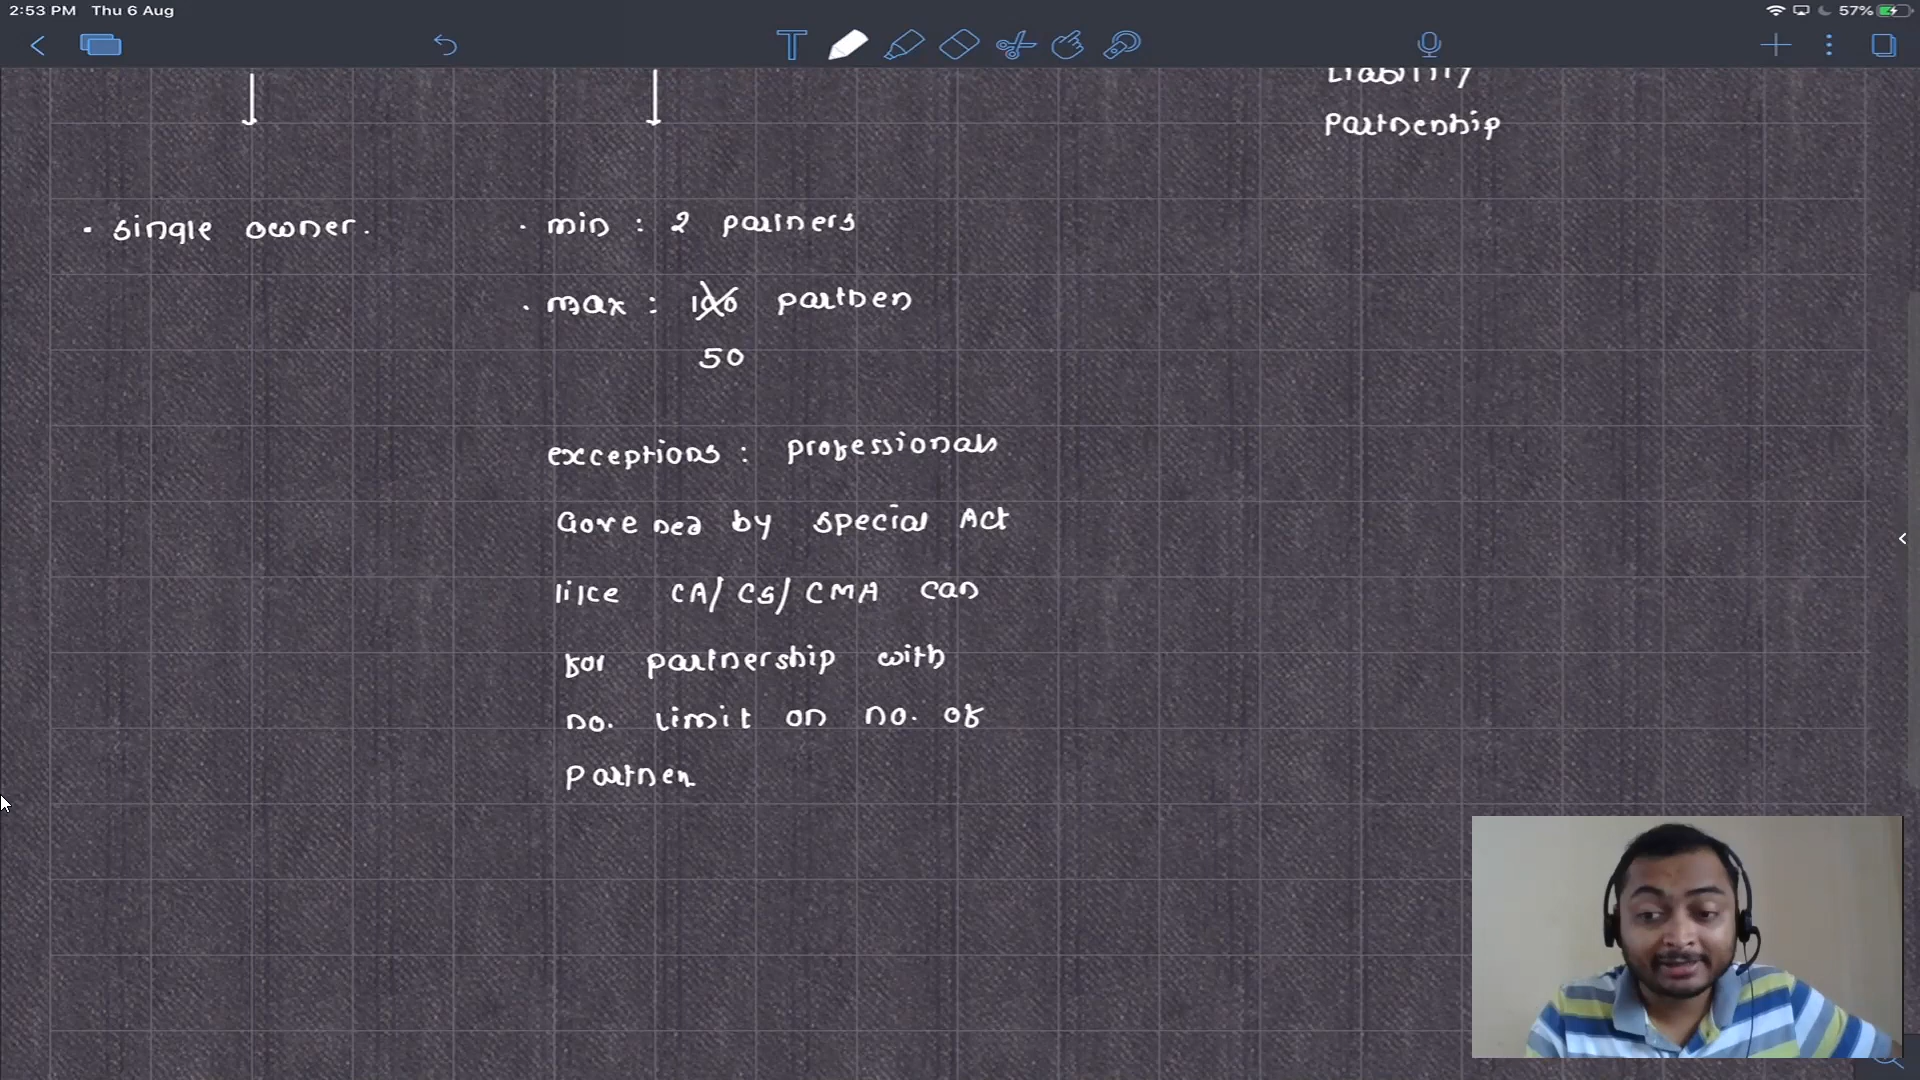 2:53 PM Thu 6 Aug
57%
Liability
Partnership
• single owner.
• min : 2 partners
• max : 100 partners
50
exceptions : professionals
Governed by special Act
like CA/ CS/ CMA can
for partnership with
no. limit on no. of
Partners